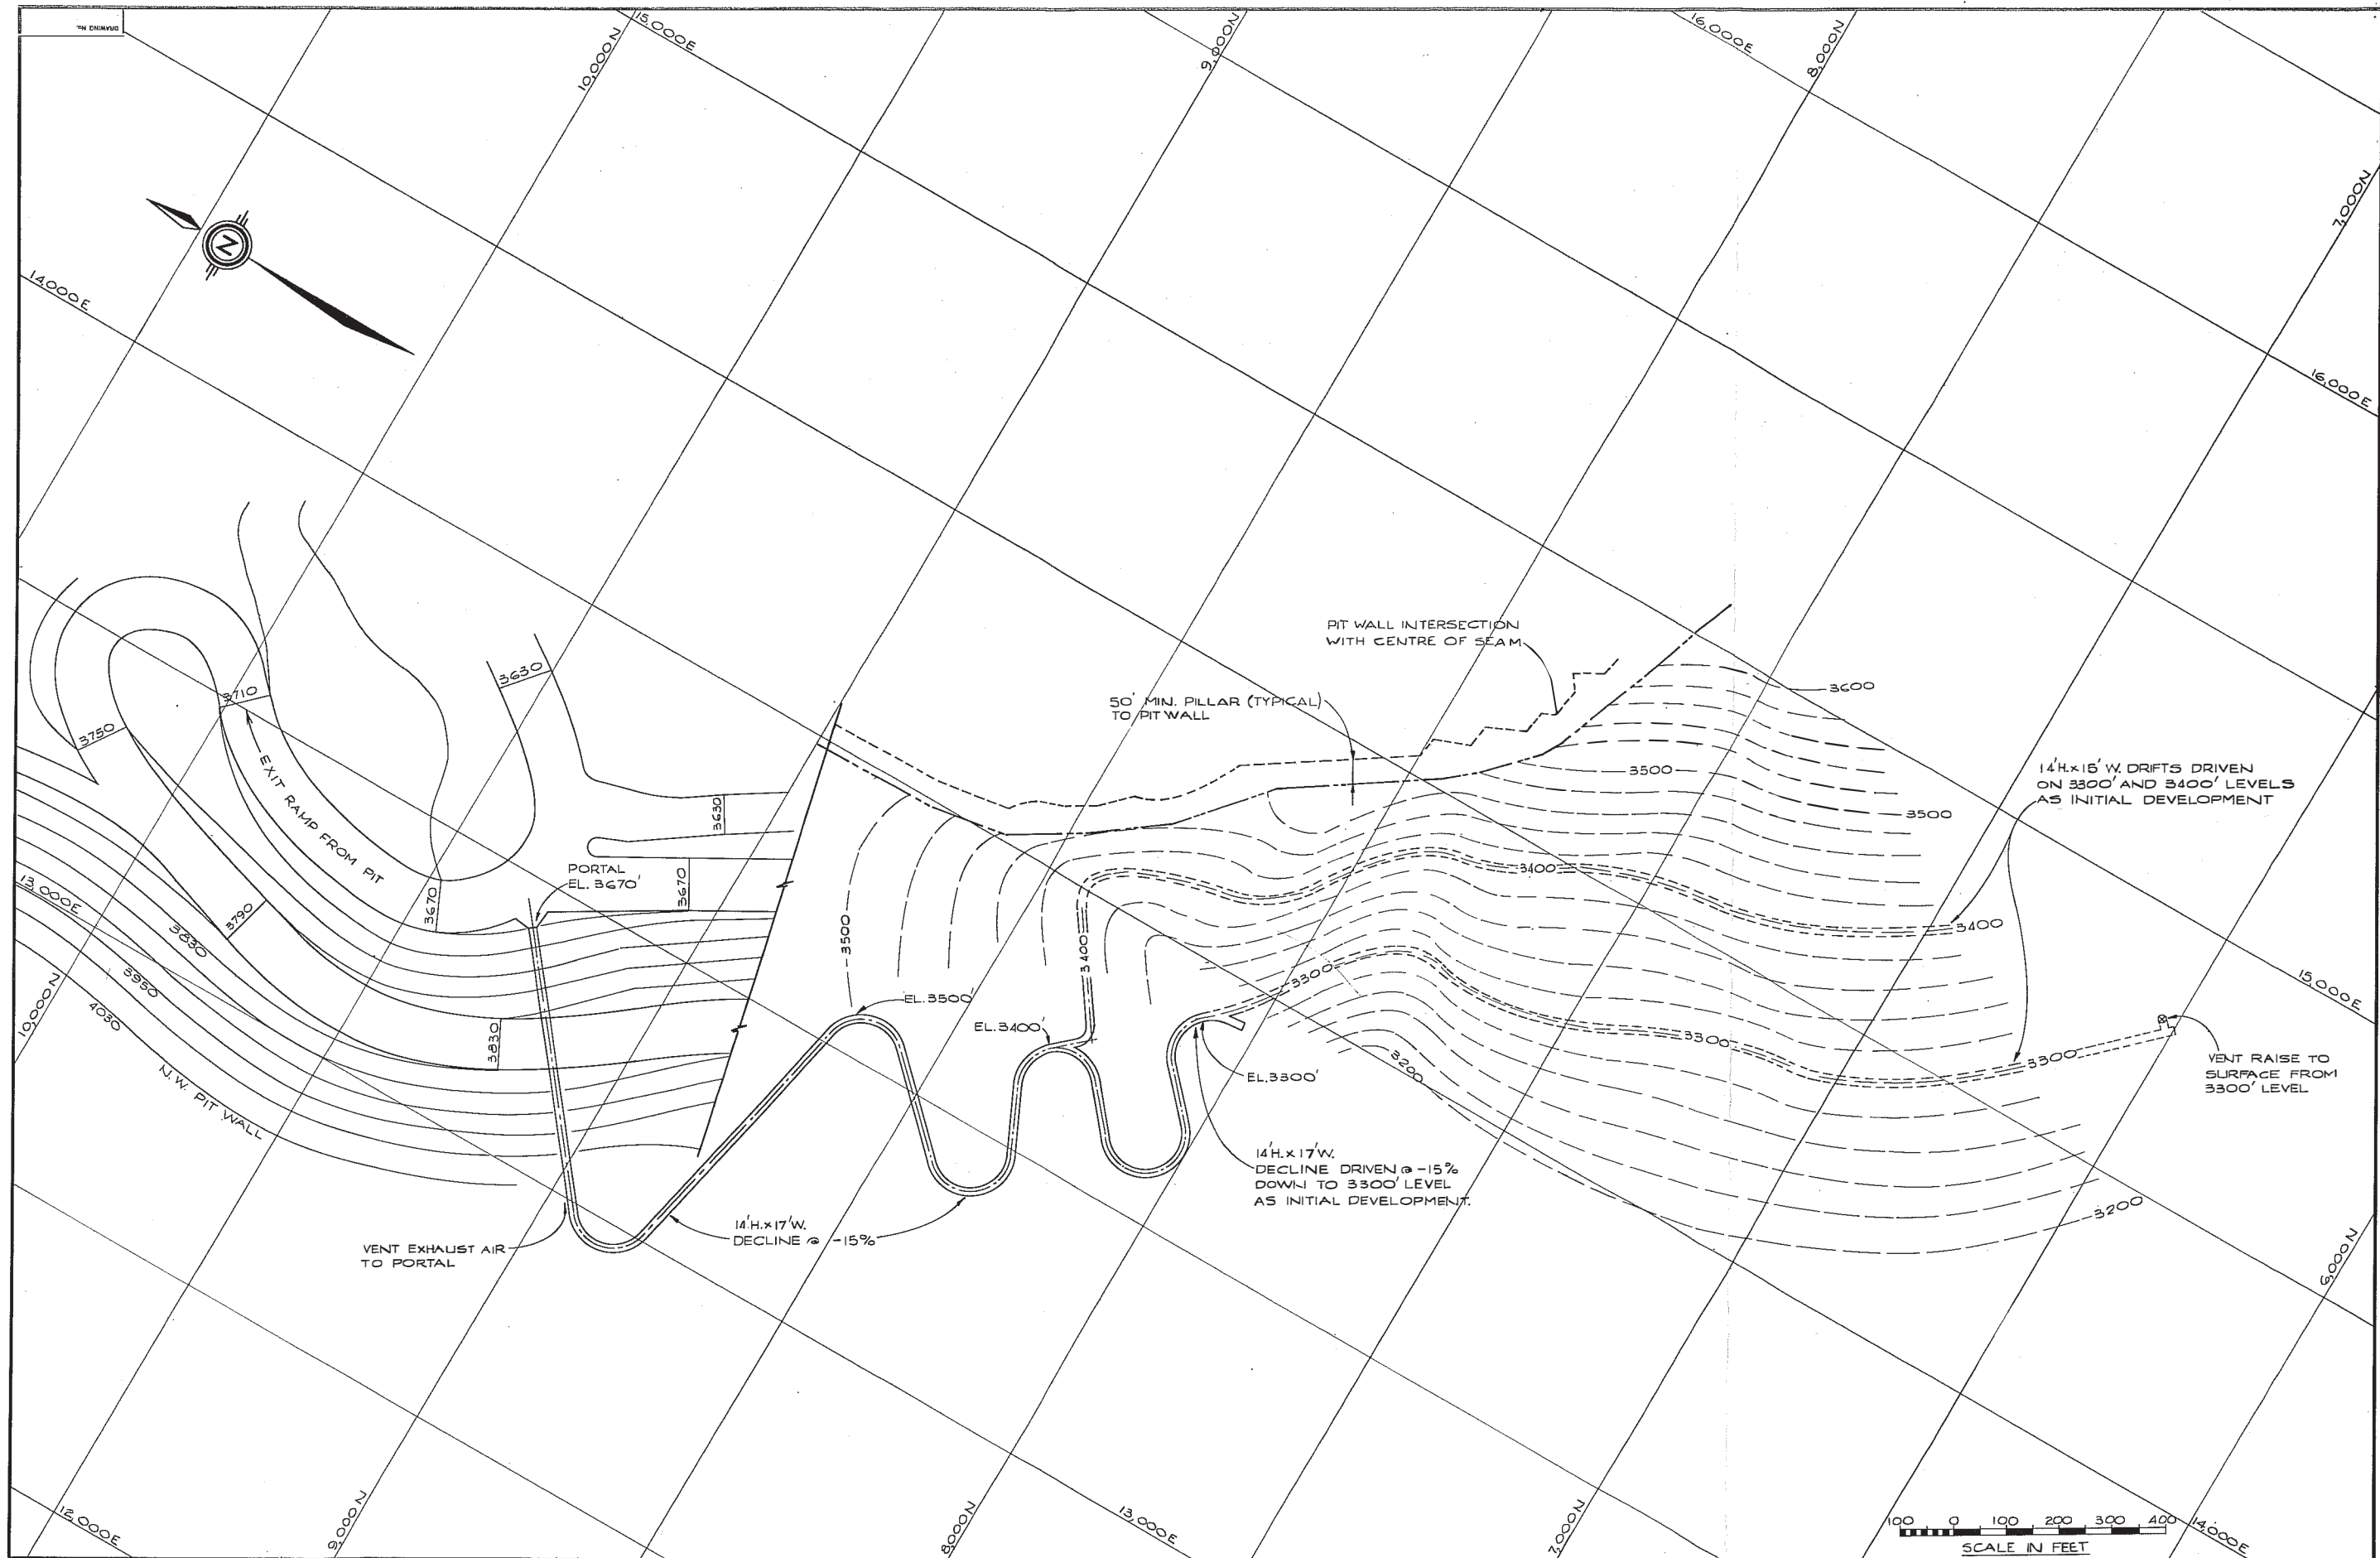 DRAWING No.
15,000E
10,000N
9,000N
16,000E
8,000N
7,000N
N
14,000E
16,000E
PIT WALL INTERSECTION
WITH CENTRE OF SEAM
3630
3710
3600
50' MIN. PILLAR (TYPICAL)
TO PIT WALL
3750
EXIT RAMP FROM PIT
3500
14'H.x15' W. DRIFTS DRIVEN
ON 3300' AND 3400' LEVELS
AS INITIAL DEVELOPMENT
3630
3500
PORTAL
EL. 3670'
3670
3400
13,000E
3670
3790
3400
3830
3500
3400
15,000E
3950
3300
10,000N
4030
EL.3500'
EL.3400'
3830
3300
3300
VENT RAISE TO
SURFACE FROM
3300' LEVEL
N.W. PIT WALL
EL.3300'
3200
14'H.x17'W.
DECLINE DRIVEN @ -15%
DOWN TO 3300' LEVEL
AS INITIAL DEVELOPMENT.
3200
14'H.x17'W.
DECLINE @ -15%
VENT EXHAUST AIR
TO PORTAL
6,000N
12,000E
9,000N
8,000N
13,000E
7,000N
100 0 100 200 300 400
14,000E
SCALE IN FEET